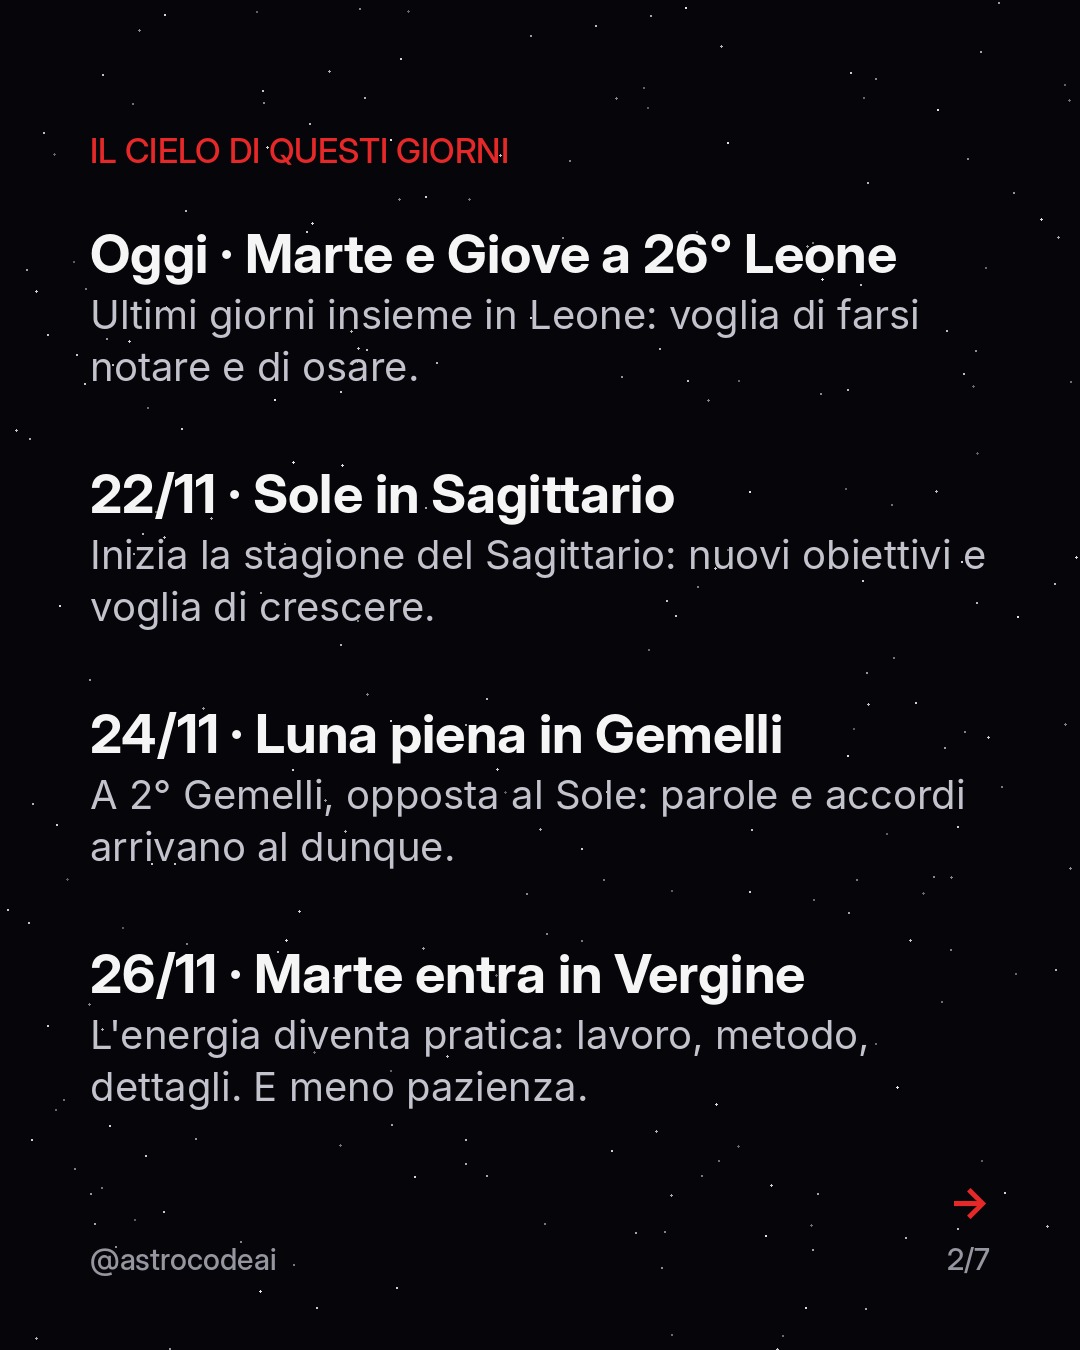 IL CIELO DI QUESTI GIORNI
Oggi · Marte e Giove a 26° Leone
Ultimi giorni insieme in Leone: voglia di farsi
notare e di osare.
22/11 · Sole in Sagittario
Inizia la stagione del Sagittario: nuovi obiettivi e
voglia di crescere.
24/11 · Luna piena in Gemelli
A 2° Gemelli, opposta al Sole: parole e accordi
arrivano al dunque.
26/11 · Marte entra in Vergine
L'energia diventa pratica: lavoro, metodo,
dettagli. E meno pazienza.
→
@astrocodeai
2/7